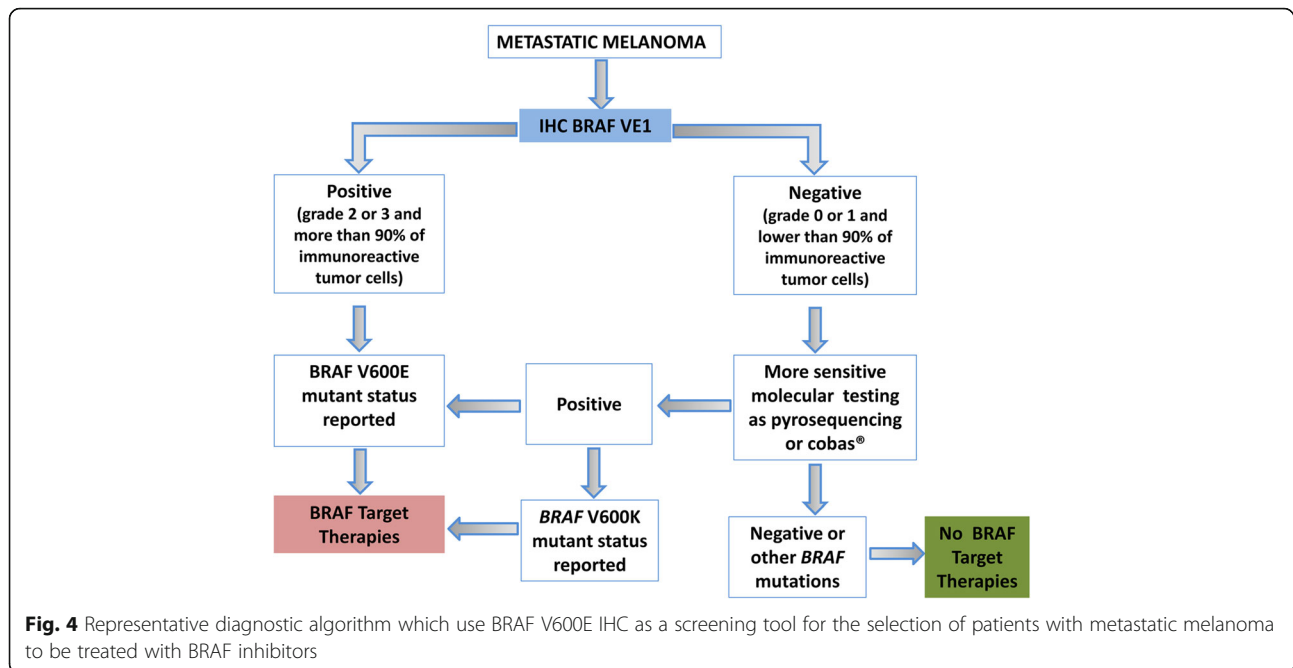 METASTATIC MELANOMA
IHC BRAF VE1
Positive
(grade 2 or 3 and
more than 90% of
immunoreactive
tumor cells)
Negative
(grade 0 or 1 and
lower than 90% of
immunoreactive
tumor cells)
BRAF V600E
mutant status
reported
Positive
More sensitive
molecular testing
as pyrosequencing
or cobas®
BRAF Target
Therapies
BRAF V600K
mutant status
reported
Negative or
other BRAF
mutations
No BRAF
Target
Therapies
Fig. 4 Representative diagnostic algorithm which use BRAF V600E IHC as a screening tool for the selection of patients with metastatic melanoma
to be treated with BRAF inhibitors